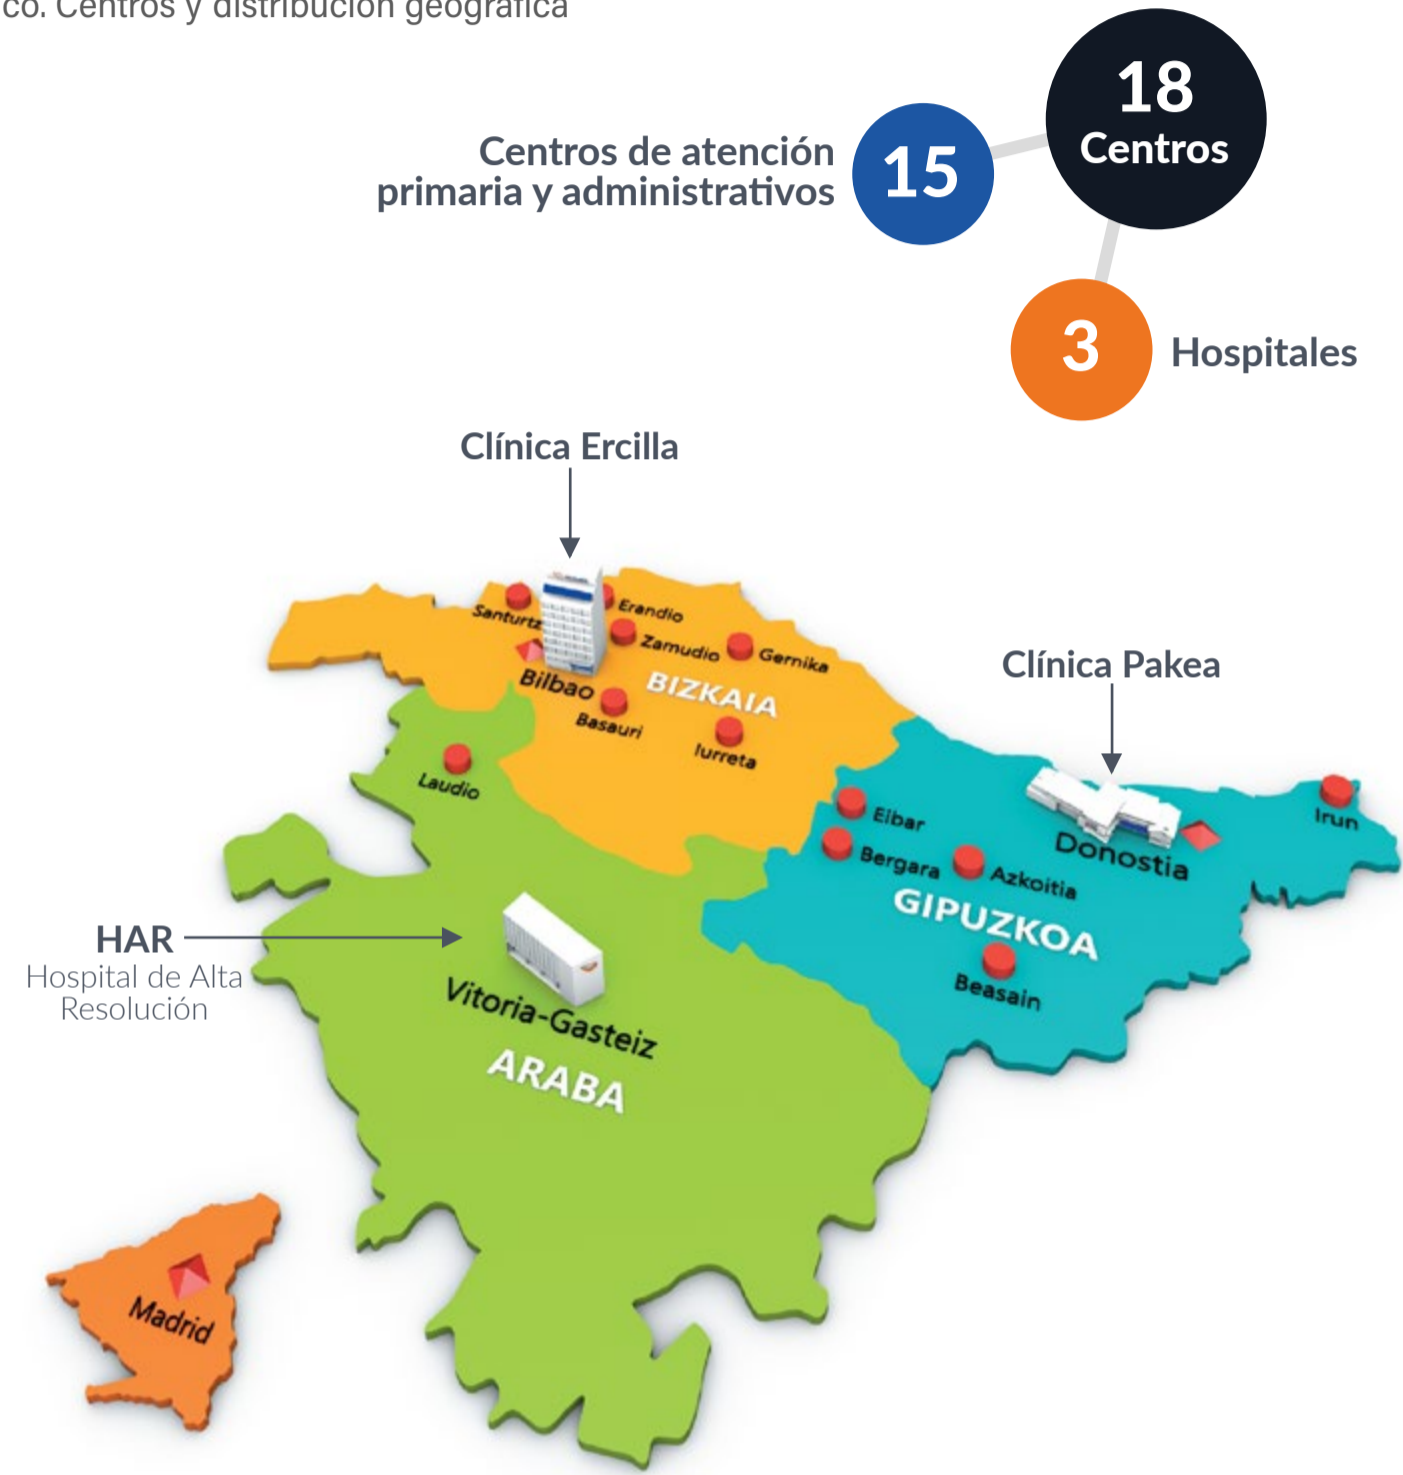 co. Centros y distribución geográfica
18
Centros
Centros de atención
primaria y administrativos
15
3
Hospitales
Clínica Ercilla
Santurtz
Erandio
Zamudio
Gernika
Bilbao
BIZKAIA
Basauri
Iurreta
Clínica Pakea
Laudio
Eibar
Bergara
Azkoitia
Donostia
Irun
GIPUZKOA
Beasain
HAR
Hospital de Alta
Resolución
Vitoria-Gasteiz
ARABA
Madrid